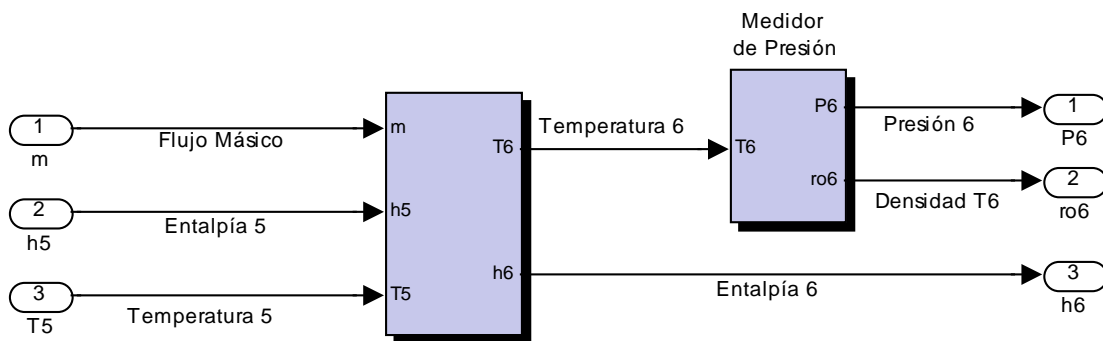 Medidor
de Presión
1
m
Flujo Másico
m
T6
Temperatura 6
T6
P6
Presión 6
1
P6
ro6
Densidad T6
2
ro6
2
h5
Entalpía 5
h5
h6
Entalpía 6
3
h6
3
T5
Temperatura 5
T5